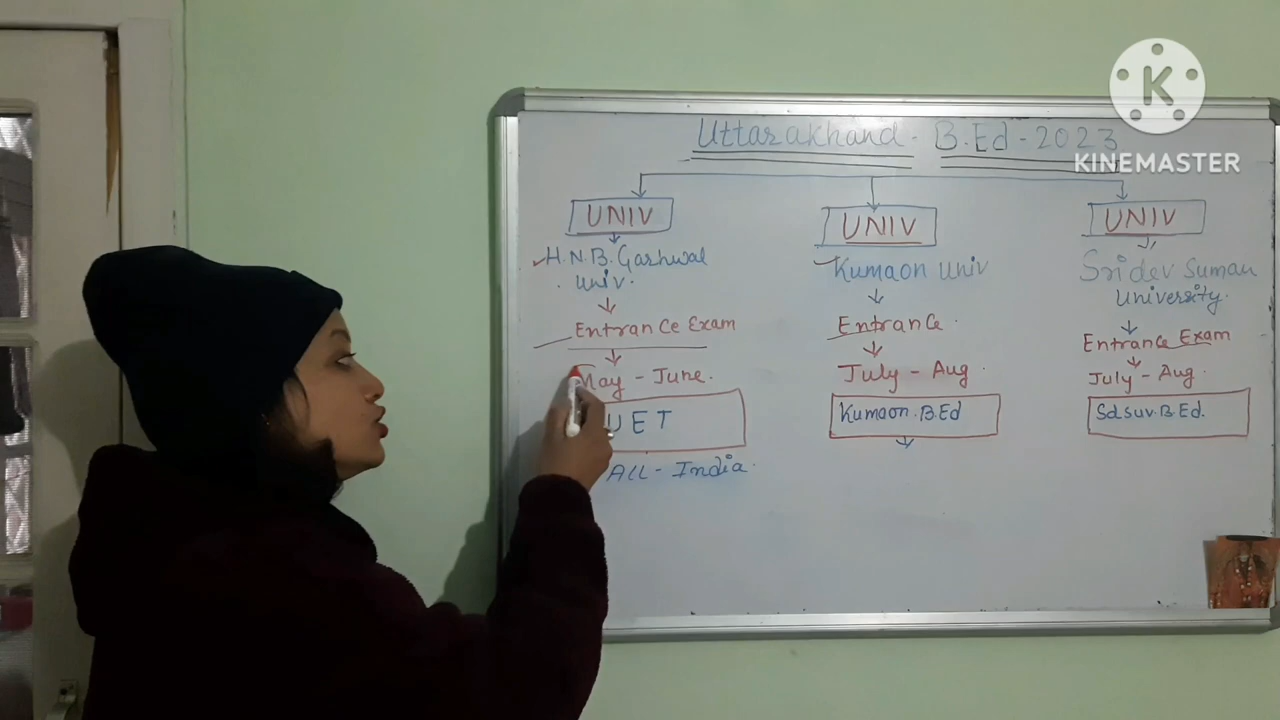 Uttarakhand - B.Ed - 2023
K
KINEMASTER
UNIV
H.N.B. Garhwal
Univ.
Entrance Exam
May - June.
UET
All - India.
UNIV
Kumaon Univ
Entrance.
July - Aug.
Kumaon.B.Ed
UNIV
Sridev Suman
University.
Entrance Exam
July - Aug.
Sd.suv.B.Ed.